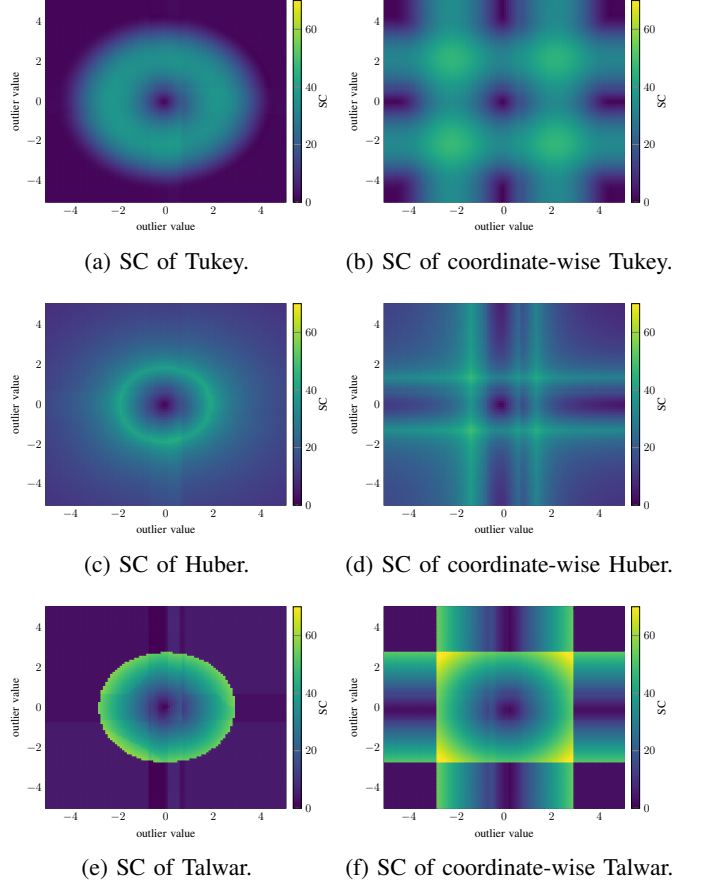 4
2
0
−2
−4
outlier value
−4 −2 0 2 4
outlier value
60
40
20
0
SC
4
2
0
−2
−4
outlier value
−4 −2 0 2 4
outlier value
60
40
20
0
SC
(a) SC of Tukey.
(b) SC of coordinate-wise Tukey.
4
2
0
−2
−4
outlier value
−4 −2 0 2 4
outlier value
60
40
20
0
SC
4
2
0
−2
−4
outlier value
−4 −2 0 2 4
outlier value
60
40
20
0
SC
(c) SC of Huber.
(d) SC of coordinate-wise Huber.
4
2
0
−2
−4
outlier value
−4 −2 0 2 4
outlier value
60
40
20
0
SC
4
2
0
−2
−4
outlier value
−4 −2 0 2 4
outlier value
60
40
20
0
SC
(e) SC of Talwar.
(f) SC of coordinate-wise Talwar.